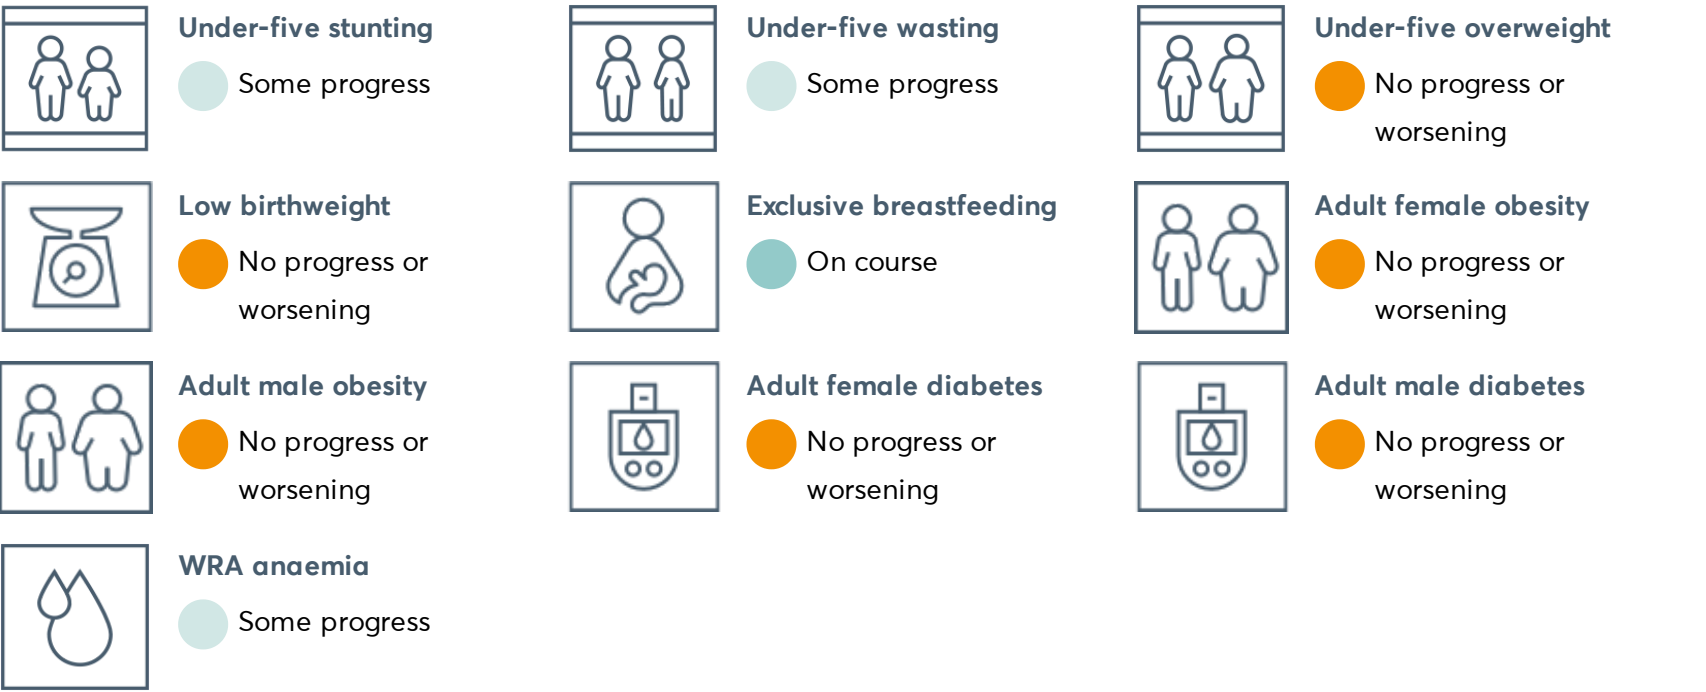 Under-five stunting
Some progress
Under-five wasting
Some progress
Under-five overweight
No progress or
worsening
Low birthweight
No progress or
worsening
Exclusive breastfeeding
On course
Adult female obesity
No progress or
worsening
Adult male obesity
No progress or
worsening
Adult female diabetes
No progress or
worsening
Adult male diabetes
No progress or
worsening
WRA anaemia
Some progress